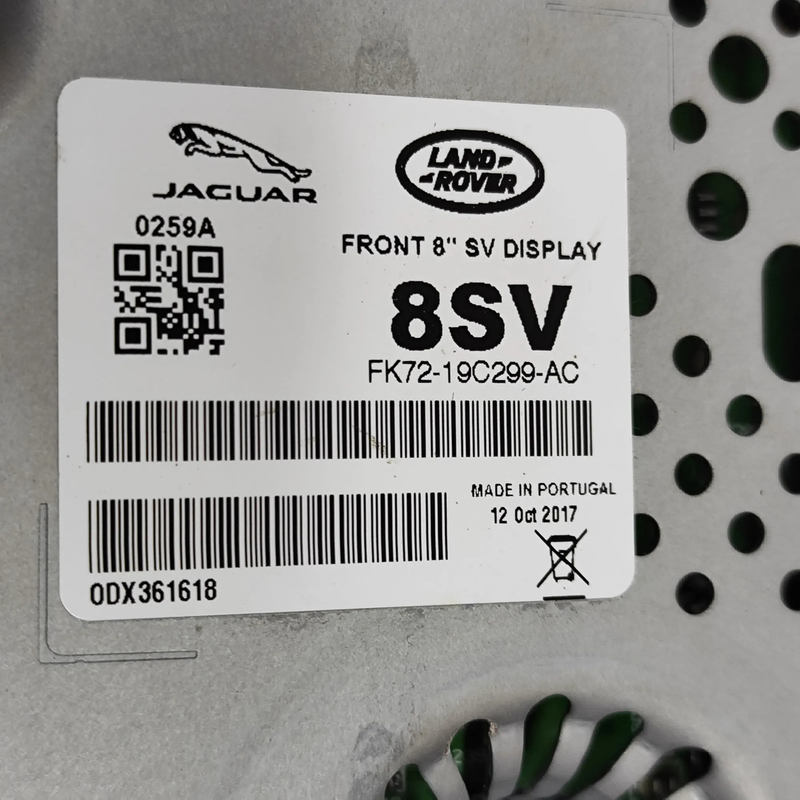 JAGUAR
LAND
ROVER
0259A
FRONT 8" SV DISPLAY
8SV
FK72-19C299-AC
MADE IN PORTUGAL
12 Oct 2017
0DX361618